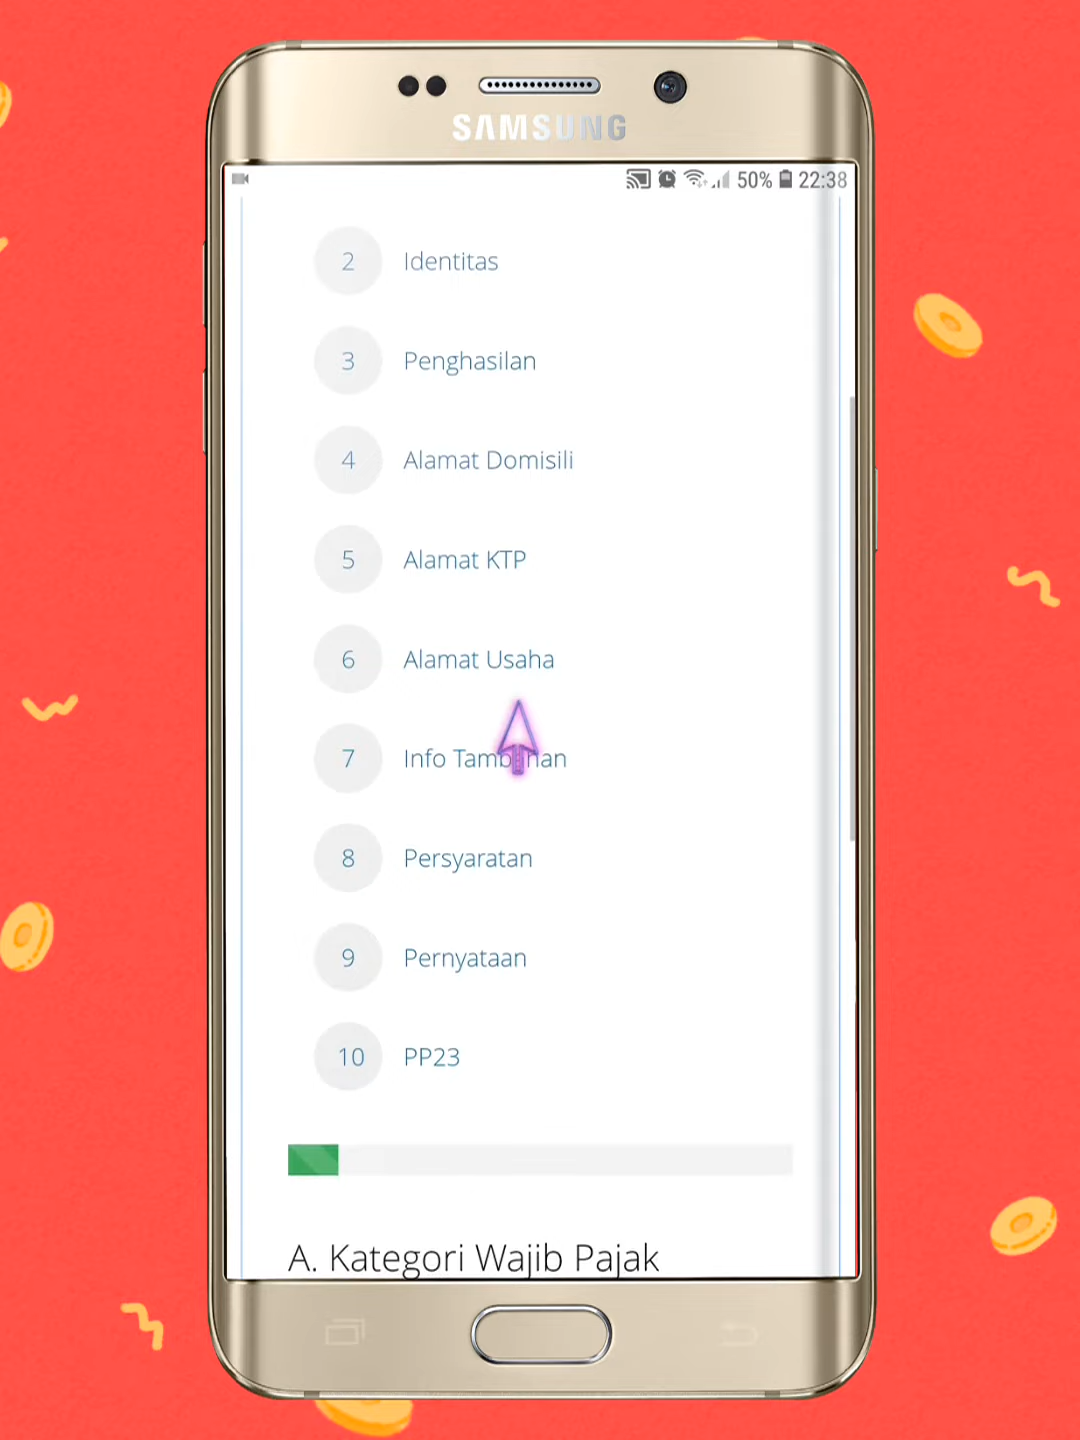 SAMSUNG
50% 22:38
2 Identitas
3 Penghasilan
4 Alamat Domisili
5 Alamat KTP
6 Alamat Usaha
7 Info Tambahan
8 Persyaratan
9 Pernyataan
10 PP23
A. Kategori Wajib Pajak